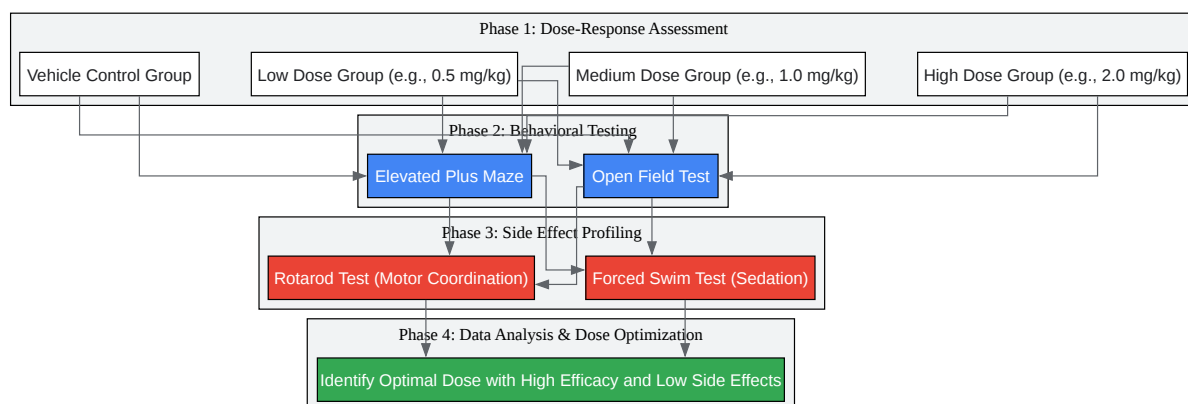 Phase 1: Dose-Response Assessment
Vehicle Control Group
Low Dose Group (e.g., 0.5 mg/kg)
Medium Dose Group (e.g., 1.0 mg/kg)
High Dose Group (e.g., 2.0 mg/kg)
Phase 2: Behavioral Testing
Elevated Plus Maze
Open Field Test
Phase 3: Side Effect Profiling
Rotarod Test (Motor Coordination)
Forced Swim Test (Sedation)
Phase 4: Data Analysis & Dose Optimization
Identify Optimal Dose with High Efficacy and Low Side Effects